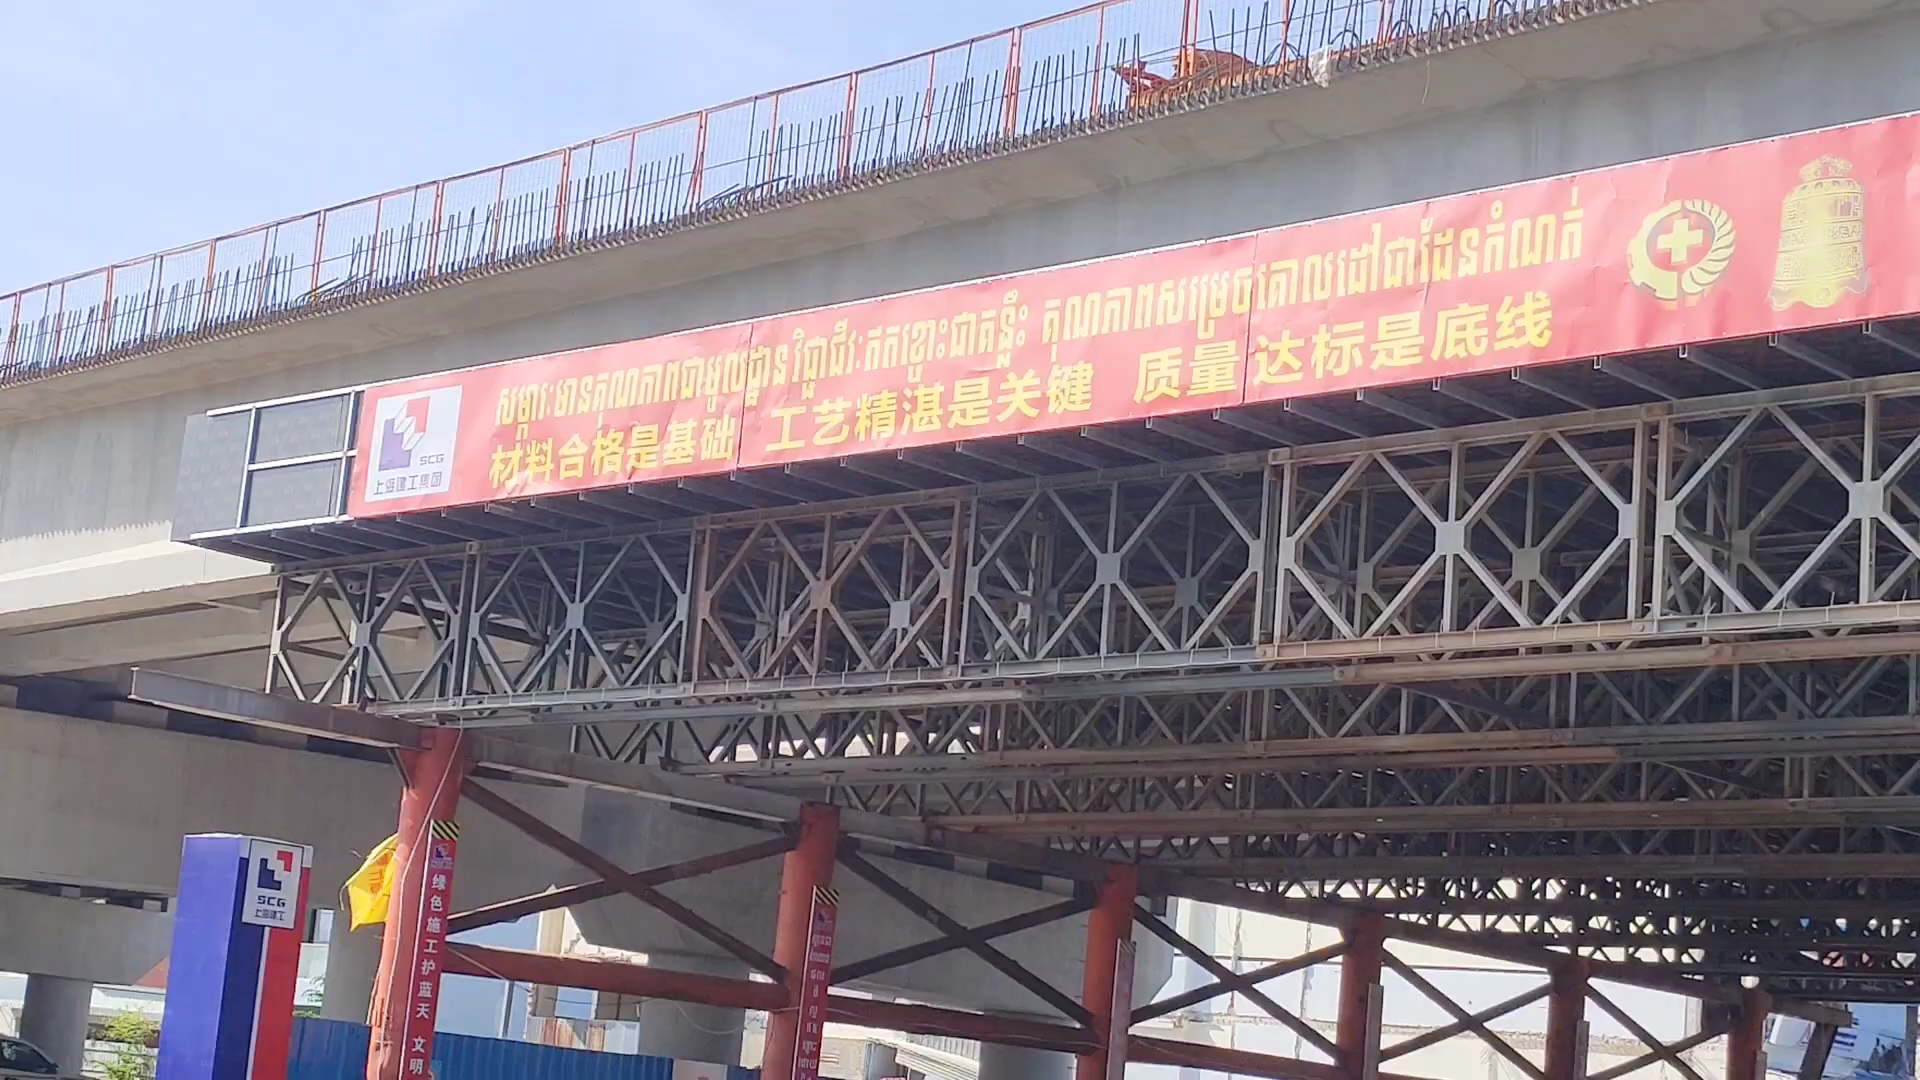 សម្ភារៈមានគុណភាពជាមូលដ្ឋាន វិជ្ជាជីវៈឥតខ្ចោះជាគន្លឹះ គុណភាពសម្រេចគោលដៅជាដែនកំណត់
材料合格是基础 工艺精湛是关键 质量达标是底线
SCG
上海建工集团
SCG
上海建工
绿色施工护蓝天 文明